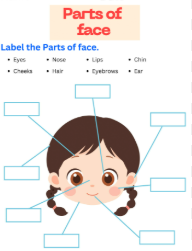 Parts of
face
Label the Parts of face.
• Eyes • Nose • Lips • Chin
• Cheeks • Hair • Eyebrows • Ear